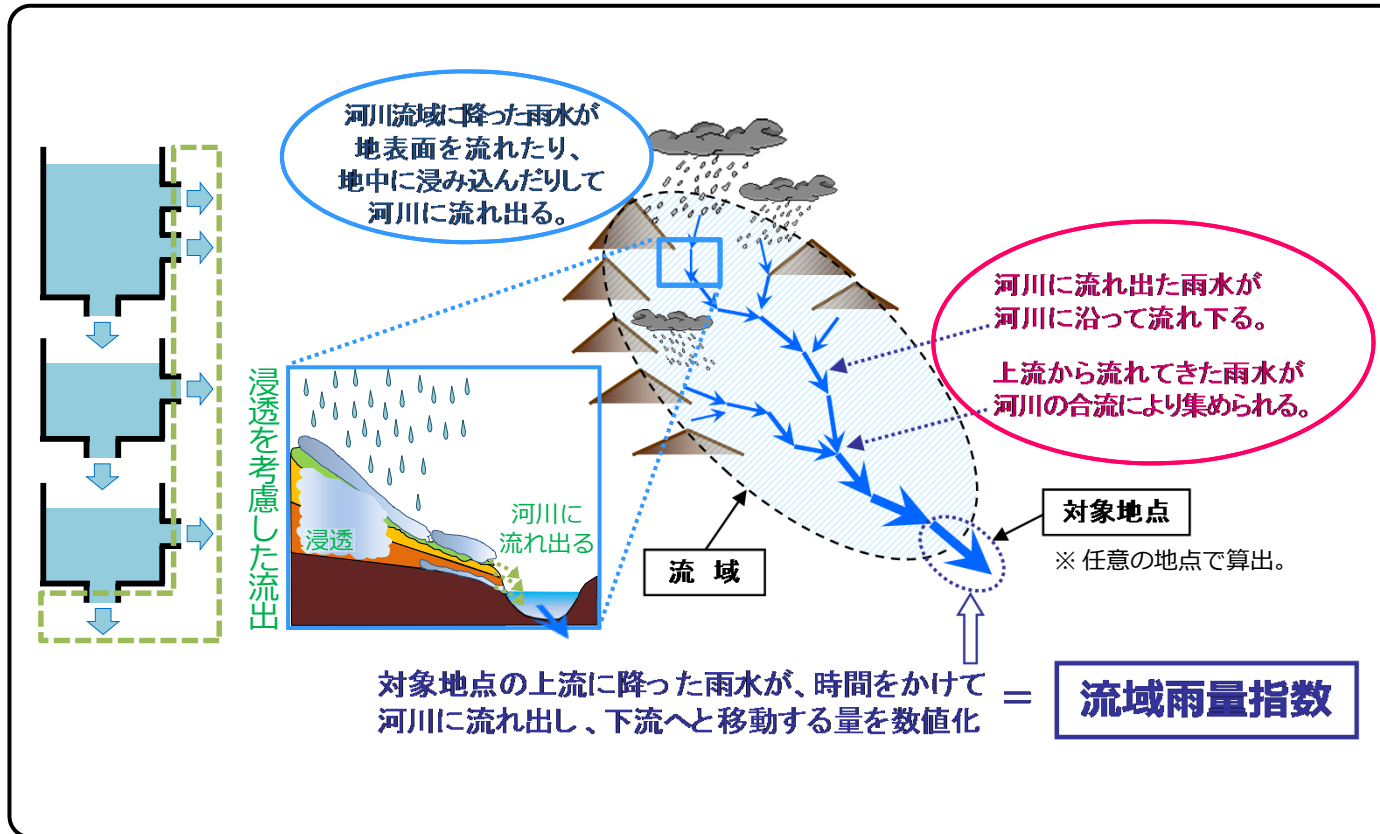 河川流域に降った雨水が
地表面を流れたり、
地中に浸み込んだりして
河川に流れ出る。
河川に流れ出た雨水が
河川に沿って流れ下る。
上流から流れてきた雨水が
河川の合流により集められる。
浸透を考慮した流出
浸透
河川に
流れ出る
流 域
対象地点
※ 任意の地点で算出。
対象地点の上流に降った雨水が、時間をかけて
河川に流れ出し、下流へと移動する量を数値化
=
流域雨量指数